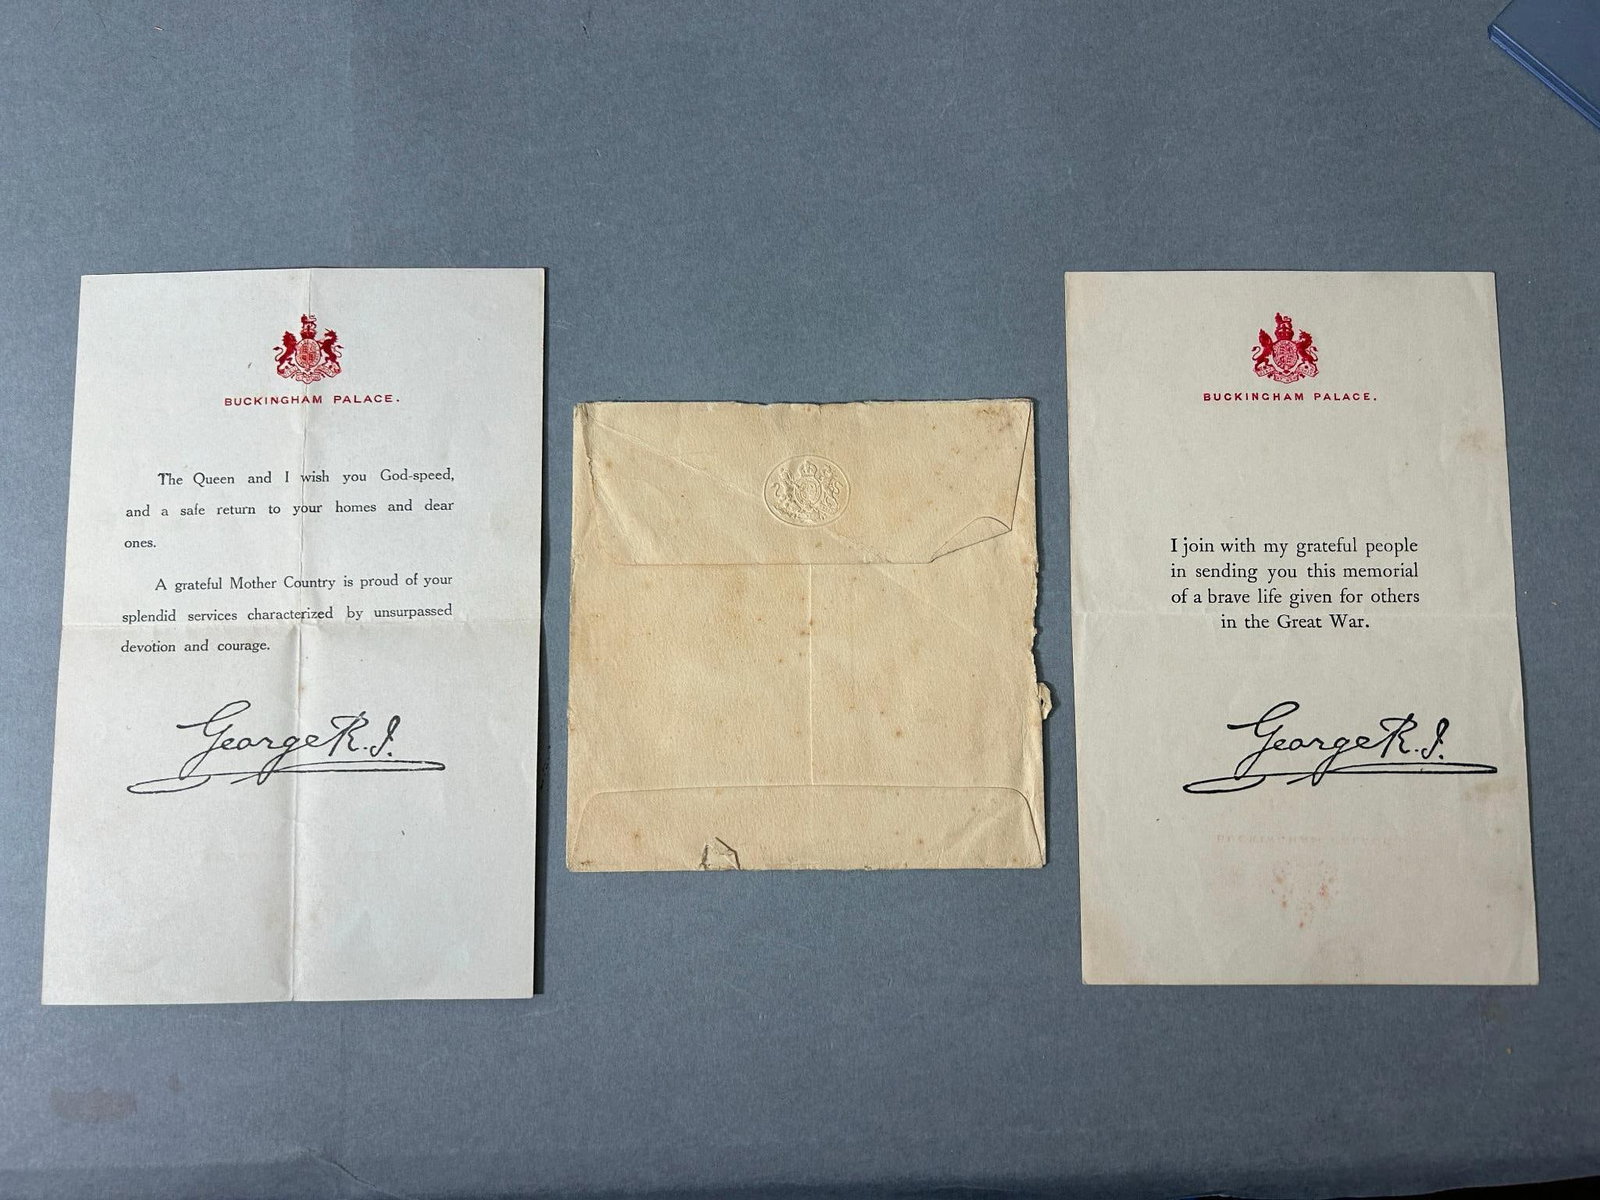 BUCKINGHAM PALACE.
The Queen and I wish you God-speed,
and a safe return to your homes and dear
ones.
A grateful Mother Country is proud of your
splendid services characterized by unsurpassed
devotion and courage.
George R.I.
BUCKINGHAM PALACE.
I join with my grateful people
in sending you this memorial
of a brave life given for others
in the Great War.
George R.I.